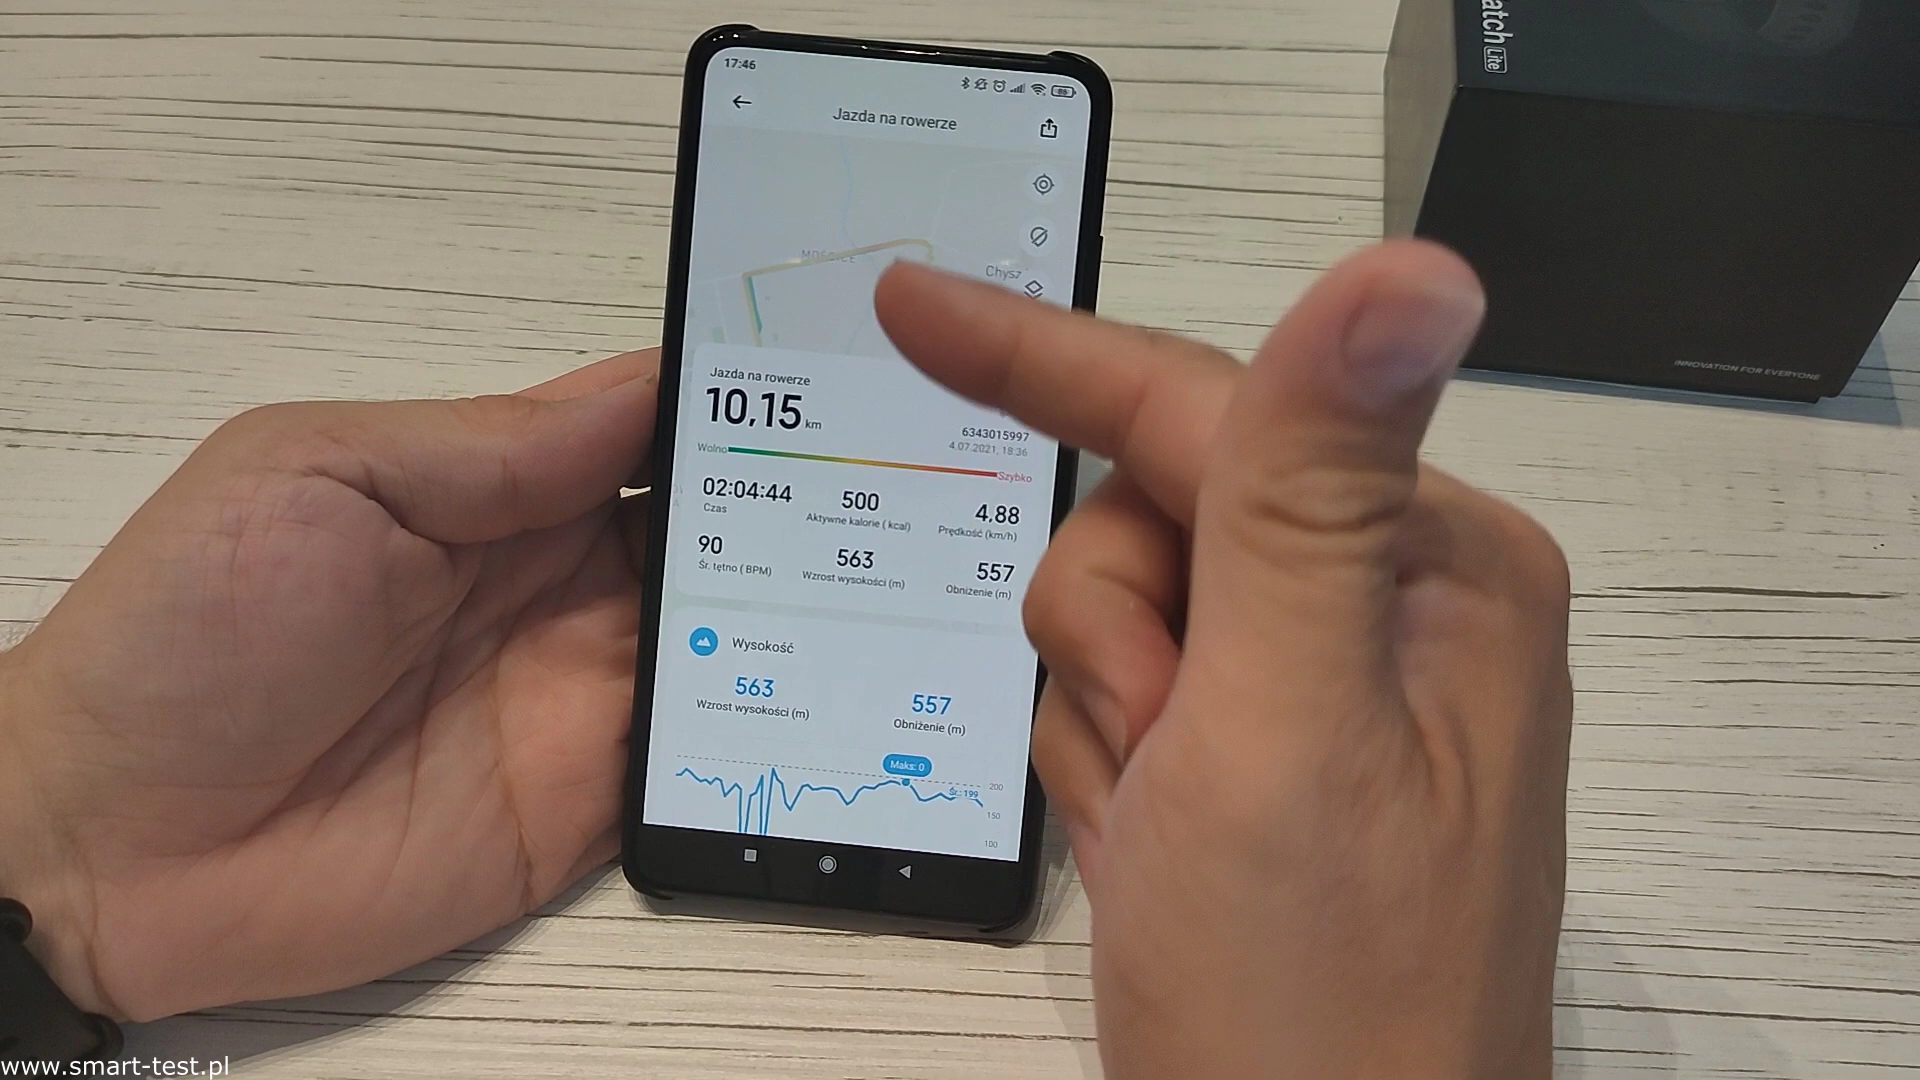 17:46
86
Jazda na rowerze
MOŚCICE
Chysz
Jazda na rowerze
10,15 km
6343015997
4.07.2021, 18:36
Wolno
Szybko
02:04:44
Czas
500
Aktywne kalorie ( kcal)
4,88
Prędkość (km/h)
90
Śr. tętno ( BPM)
563
Wzrost wysokości (m)
557
Obniżenie (m)
Wysokość
563
Wzrost wysokości (m)
557
Obniżenie (m)
Maks: 0
Śr.: 199
200
150
100
atch Lite
INNOVATION FOR EVERYONE
www.smart-test.pl